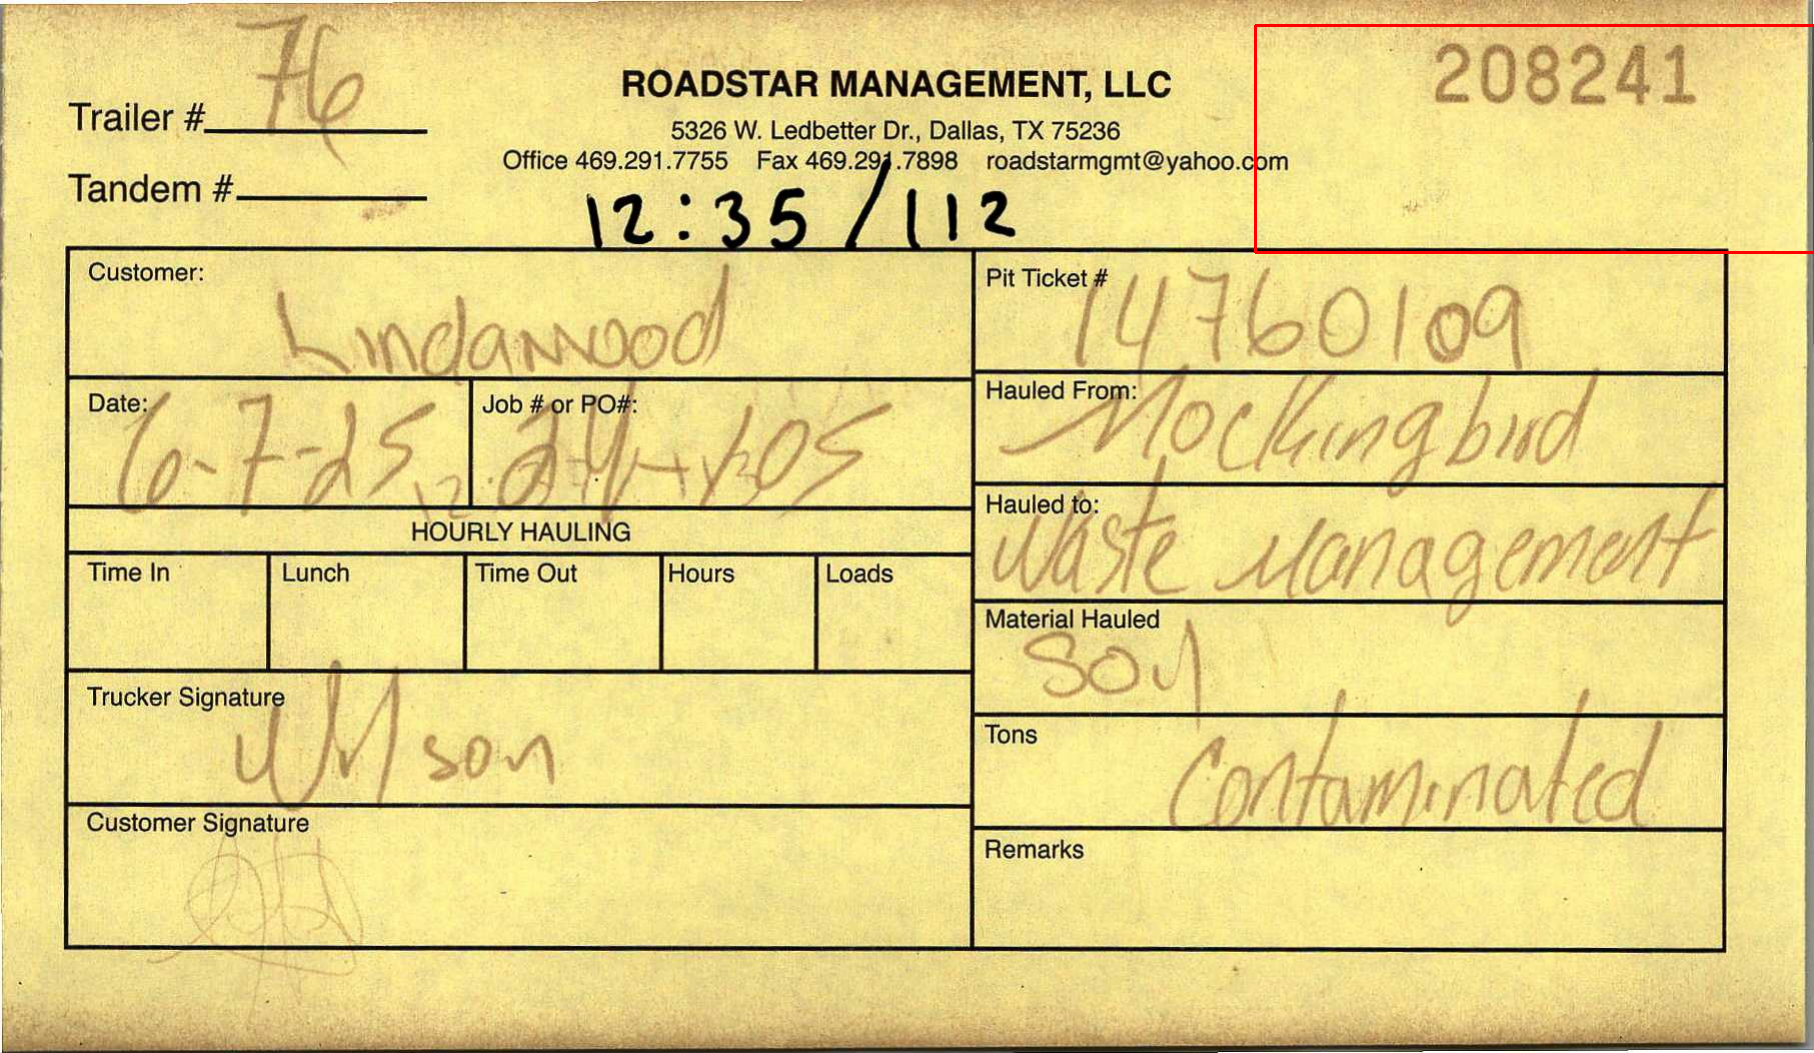 208241
Trailer # 76
ROADSTAR MANAGEMENT, LLC
5326 W. Ledbetter Dr., Dallas, TX 75236
Office 469.291.7755 Fax 469.291.7898 roadstarmgmt@yahoo.com
Tandem #
12:35/112
Customer: Lindamood
Pit Ticket # 14760109
Date: 6-7-25
Job # or PO#: 24-1305
Hauled From: Mockingbird
HOURLY HAULING
Hauled to: Waste Management
Time In Lunch Time Out Hours Loads
Material Hauled Soil
Trucker Signature Wilson
Tons Contaminated
Customer Signature
Remarks